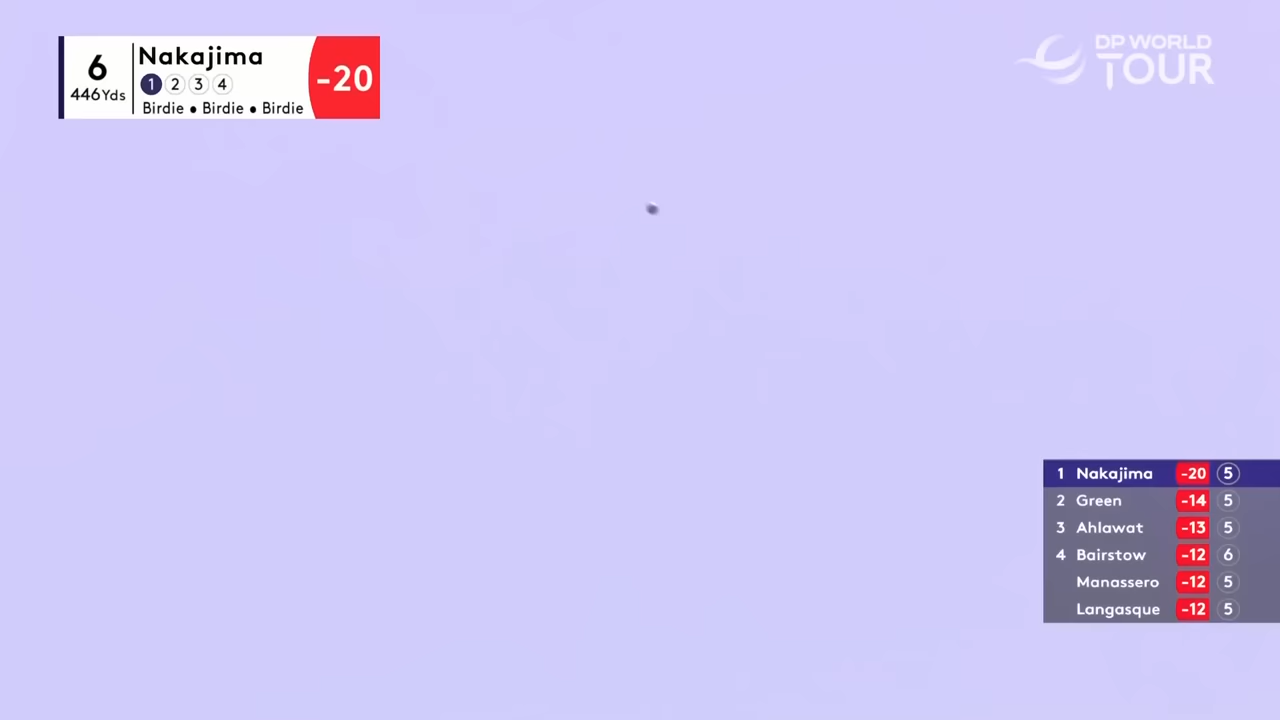 6
446Yds
Nakajima
1 2 3 4
Birdie • Birdie • Birdie
-20
DP WORLD
TOUR
1 Nakajima -20 5
2 Green -14 5
3 Ahlawat -13 5
4 Bairstow -12 6
Manassero -12 5
Langasque -12 5